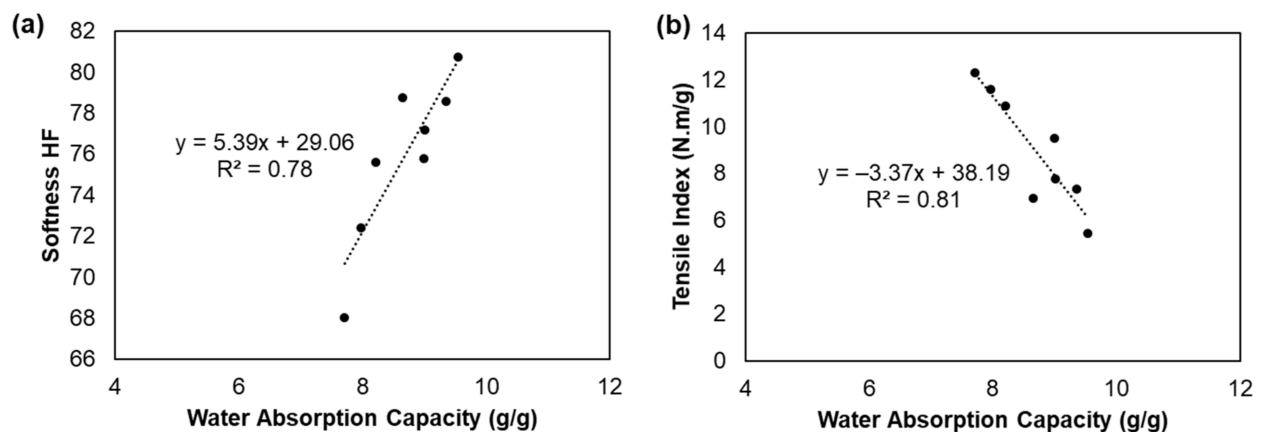 (a)
82
80
78
76
74
72
70
68
66
Softness HF
y = 5.39x + 29.06
R² = 0.78
4 6 8 10 12
Water Absorption Capacity (g/g)
(b)
14
12
10
8
6
4
2
0
Tensile Index (N.m/g)
y = –3.37x + 38.19
R² = 0.81
4 6 8 10 12
Water Absorption Capacity (g/g)